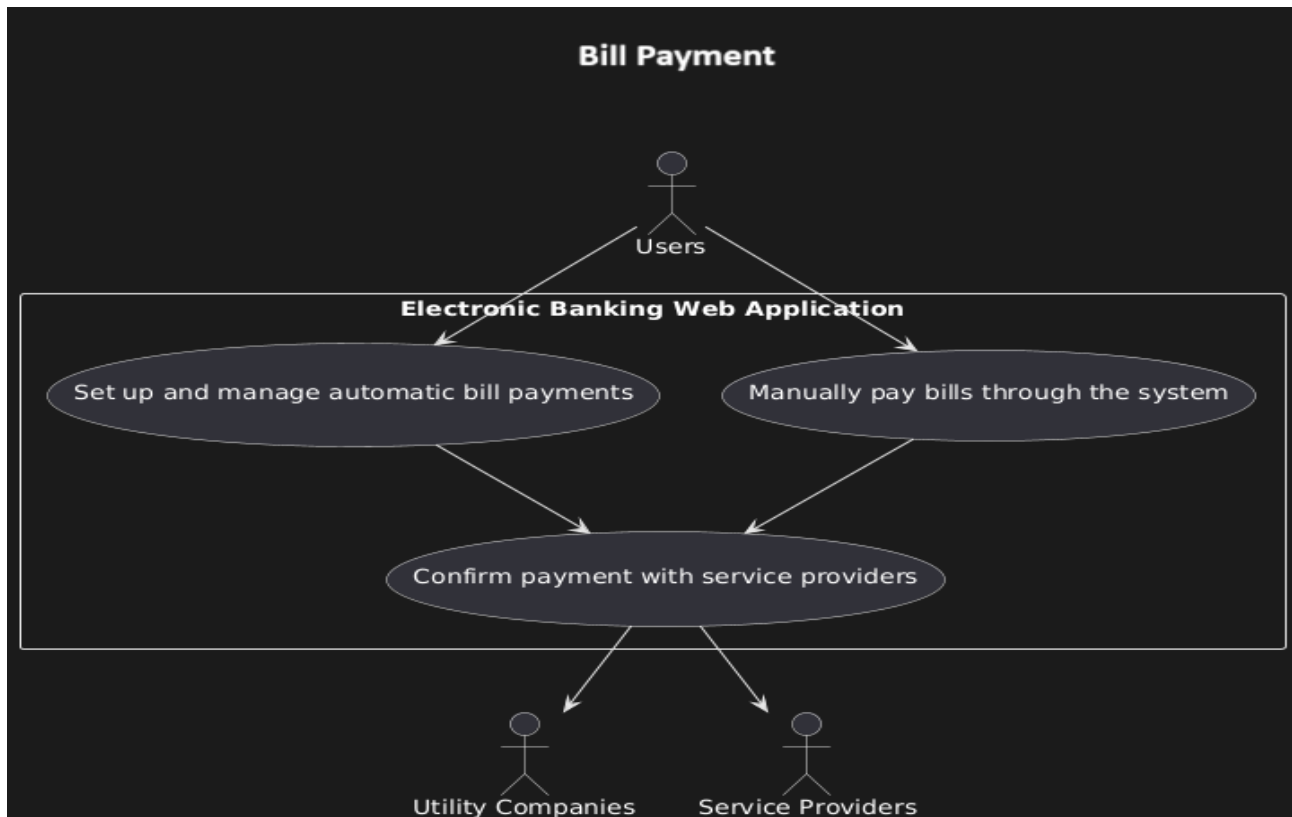 Bill Payment
Users
Electronic Banking Web Application
Set up and manage automatic bill payments
Manually pay bills through the system
Confirm payment with service providers
Utility Companies
Service Providers